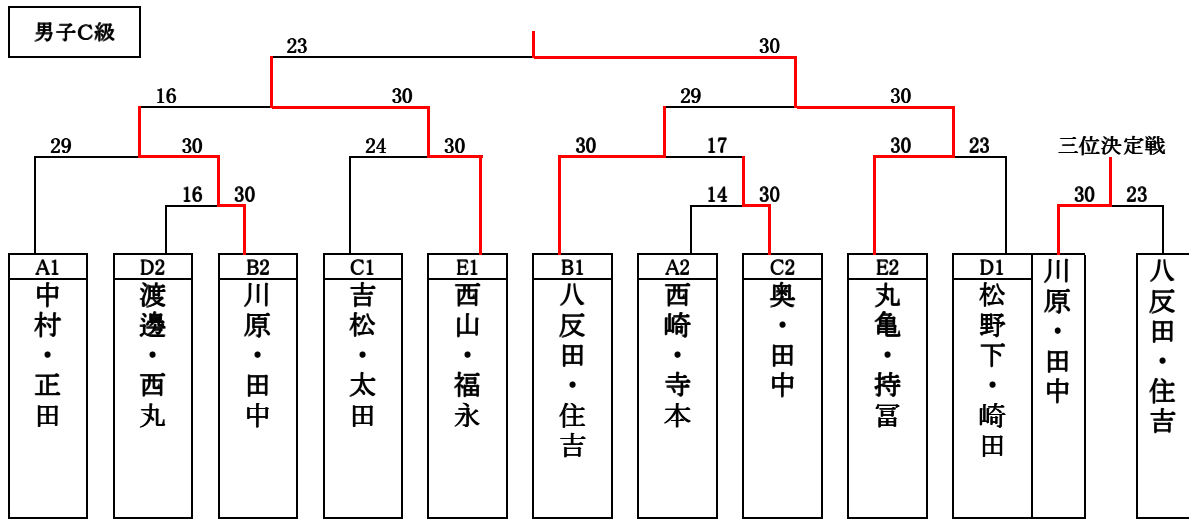 男子C級
23
30
16
30
29
30
29
30
24
30
30
17
30
23
三位決定戦
16
30
14
30
30
23
A1
D2
B2
C1
E1
B1
A2
C2
E2
D1
中村・正田
渡邊・西丸
川原・田中
吉松・太田
西山・福永
八反田・住吉
西崎・寺本
奥・田中
丸亀・持冨
松野下・崎田
川原・田中
八反田・住吉